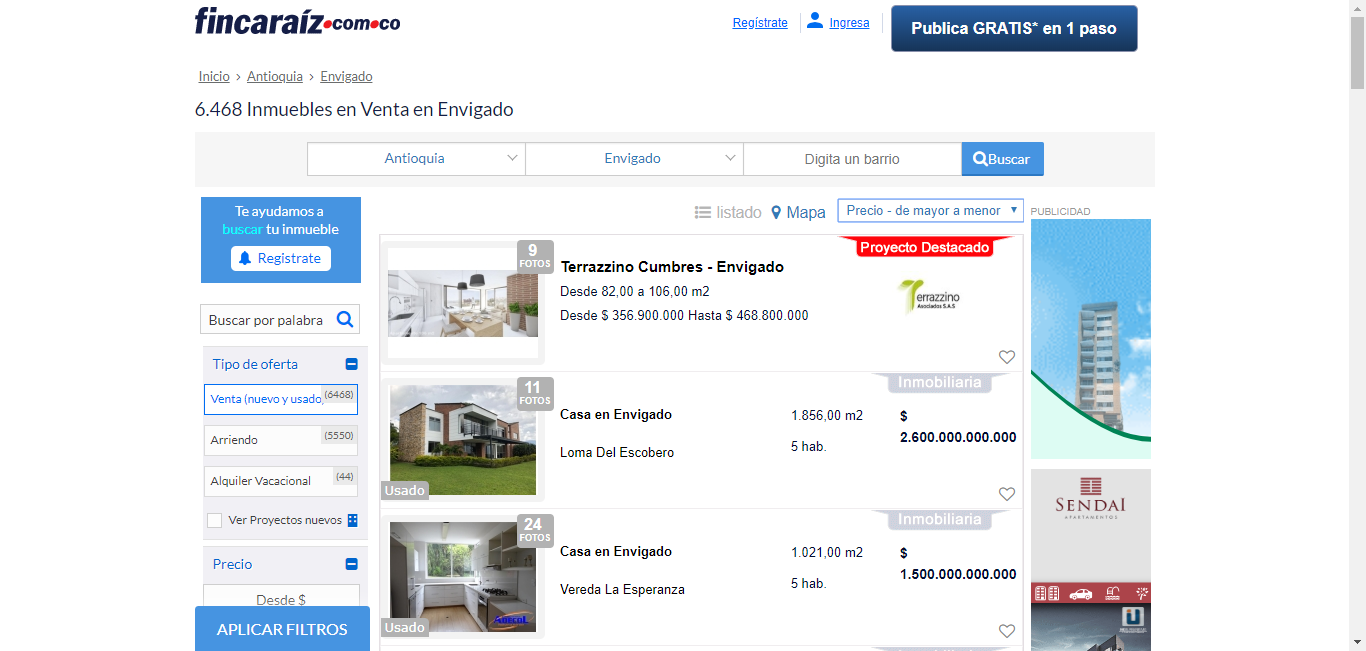 fincaraíz.com.co
Regístrate
Ingresa
Publica GRATIS* en 1 paso
Inicio › Antioquia › Envigado
6.468 Inmuebles en Venta en Envigado
Antioquia
Envigado
Digita un barrio
Buscar
Te ayudamos a
buscar tu inmueble
Registrate
Buscar por palabra
Tipo de oferta
Venta (nuevo y usado)
(6468)
Arriendo
(5550)
Alquiler Vacacional
(44)
Ver Proyectos nuevos
Precio
Desde $
APLICAR FILTROS
listado
Mapa
Precio - de mayor a menor
9
FOTOS
Terrazzino Cumbres - Envigado
Desde 82,00 a 106,00 m2
Desde $ 356.900.000 Hasta $ 468.800.000
Proyecto Destacado
Terrazzino
Asociados S.A.S
11
FOTOS
Usado
Casa en Envigado
Loma Del Escobero
1.856,00 m2
5 hab.
Inmobiliaria
$
2.600.000.000.000
24
FOTOS
Usado
Casa en Envigado
Vereda La Esperanza
1.021,00 m2
5 hab.
Inmobiliaria
$
1.500.000.000.000
PUBLICIDAD
SENDAI
APARTAMENTOS